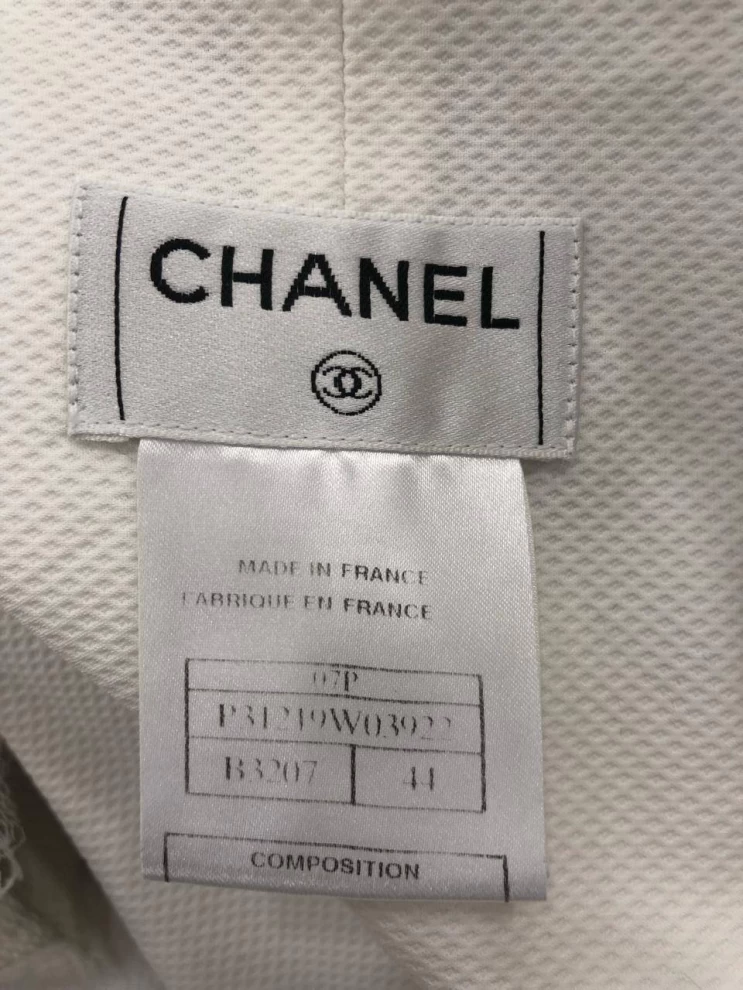 CHANEL
MADE IN FRANCE
FABRIQUE EN FRANCE
07P
P31219W03922
B3207 44
COMPOSITION